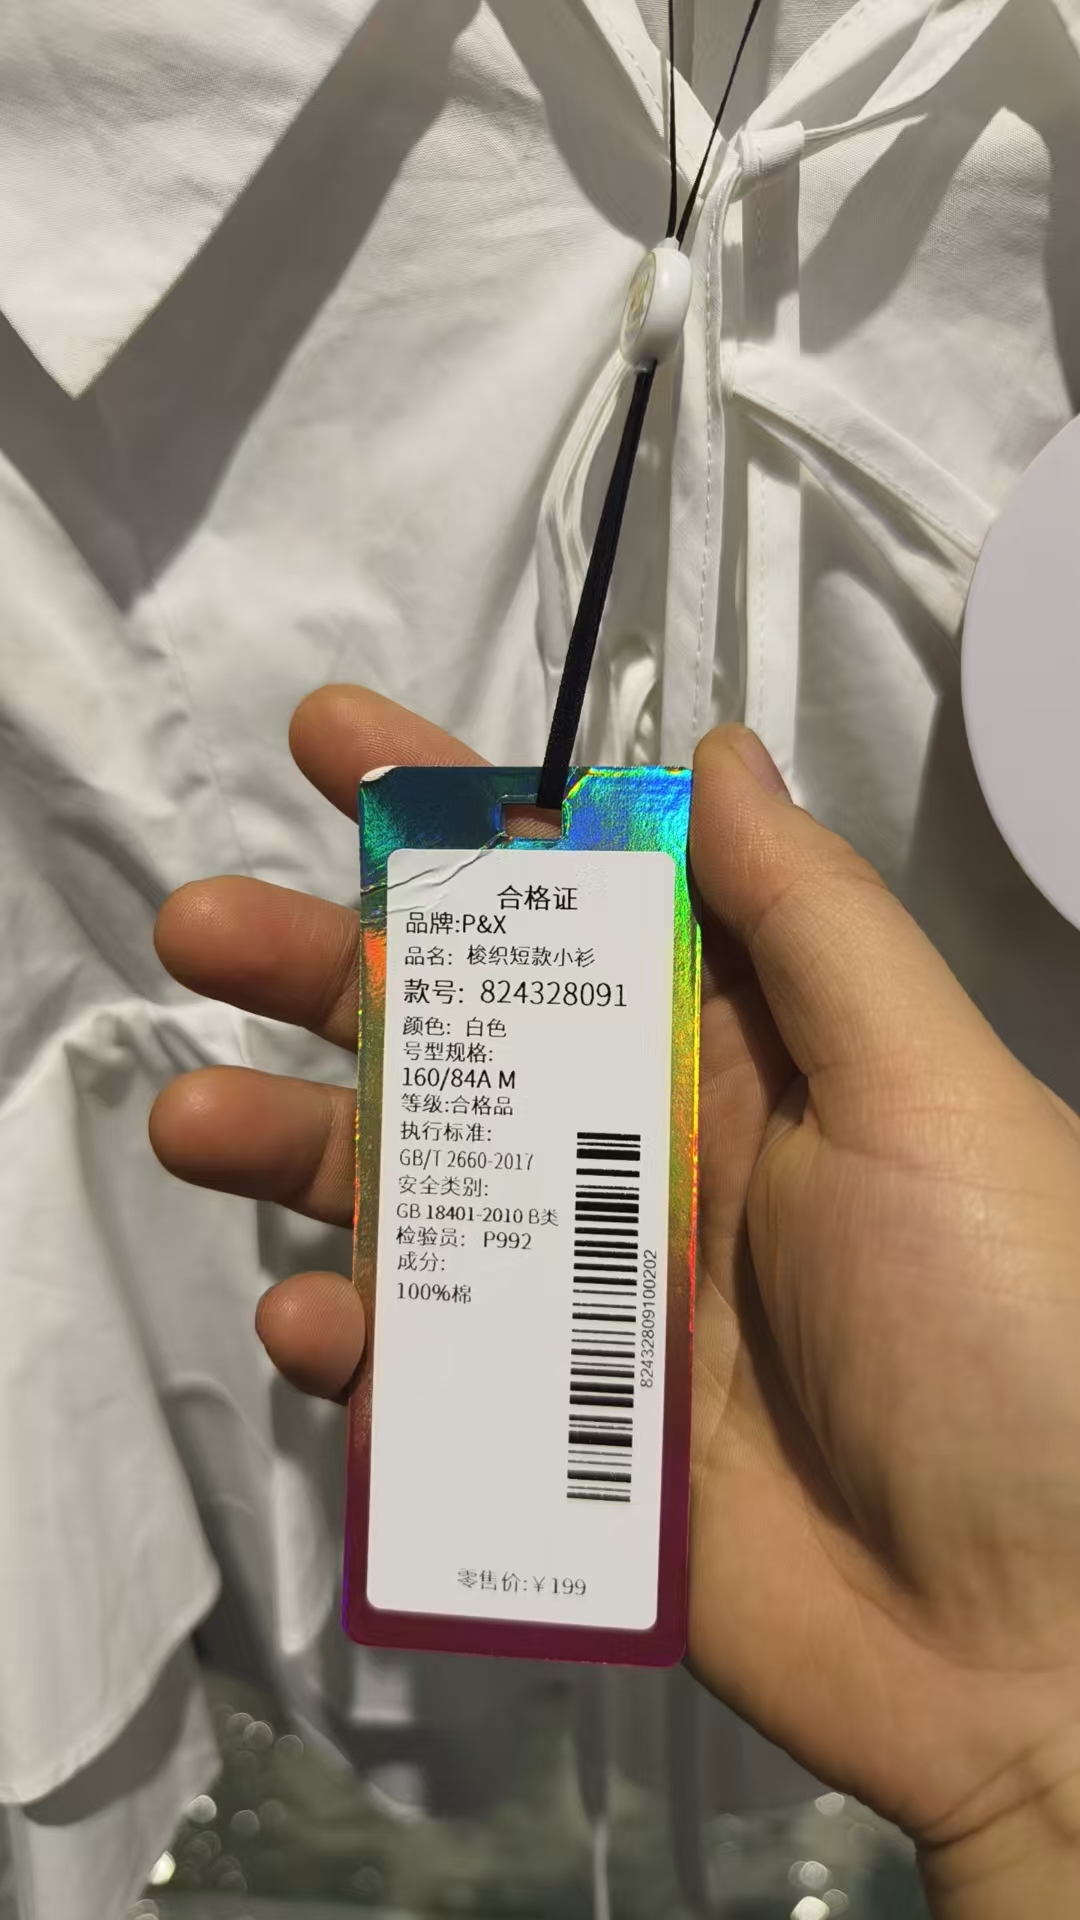 合格证
品牌:P&X
品名: 梭织短款小衫
款号: 824328091
颜色: 白色
号型规格:
160/84A M
等级:合格品
执行标准:
GB/T 2660-2017
安全类别:
GB 18401-2010 B类
检验员: P992
成分:
100%棉
82432809100202
零售价:¥199